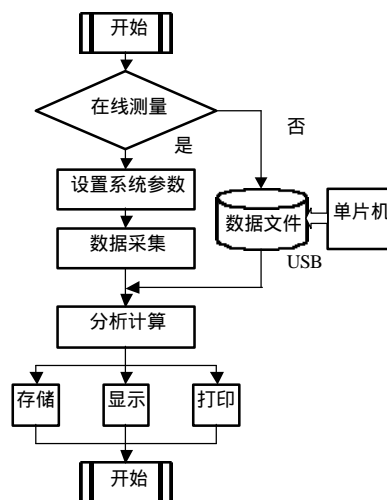 开始
在线测量
否
是
设置系统参数
数据文件
单片机
数据采集
USB
分析计算
存储
显示
打印
开始